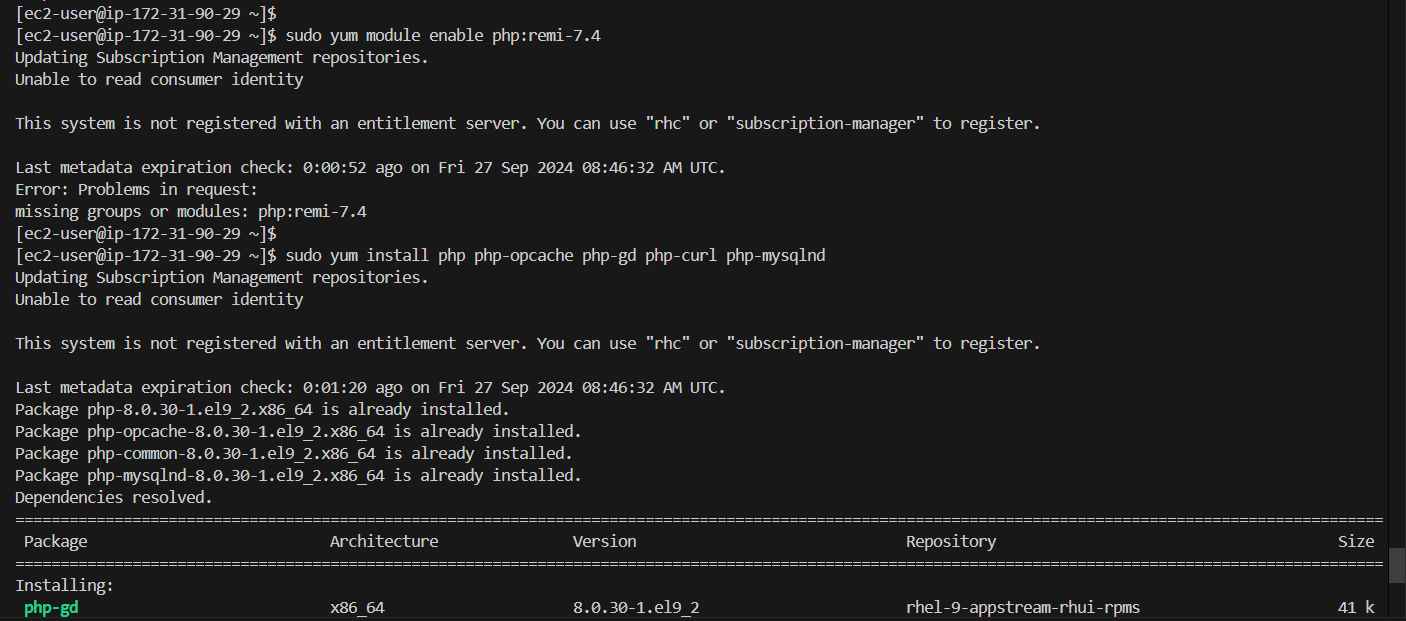 [ec2-user@ip-172-31-90-29 ~]$
[ec2-user@ip-172-31-90-29 ~]$ sudo yum module enable php:remi-7.4
Updating Subscription Management repositories.
Unable to read consumer identity
This system is not registered with an entitlement server. You can use "rhc" or "subscription-manager" to register.
Last metadata expiration check: 0:00:52 ago on Fri 27 Sep 2024 08:46:32 AM UTC.
Error: Problems in request:
missing groups or modules: php:remi-7.4
[ec2-user@ip-172-31-90-29 ~]$
[ec2-user@ip-172-31-90-29 ~]$ sudo yum install php php-opcache php-gd php-curl php-mysqlnd
Updating Subscription Management repositories.
Unable to read consumer identity
This system is not registered with an entitlement server. You can use "rhc" or "subscription-manager" to register.
Last metadata expiration check: 0:01:20 ago on Fri 27 Sep 2024 08:46:32 AM UTC.
Package php-8.0.30-1.el9_2.x86_64 is already installed.
Package php-opcache-8.0.30-1.el9_2.x86_64 is already installed.
Package php-common-8.0.30-1.el9_2.x86_64 is already installed.
Package php-mysqlnd-8.0.30-1.el9_2.x86_64 is already installed.
Dependencies resolved.
Package Architecture Version Repository Size
Installing:
php-gd x86_64 8.0.30-1.el9_2 rhel-9-appstream-rhui-rpms 41 k